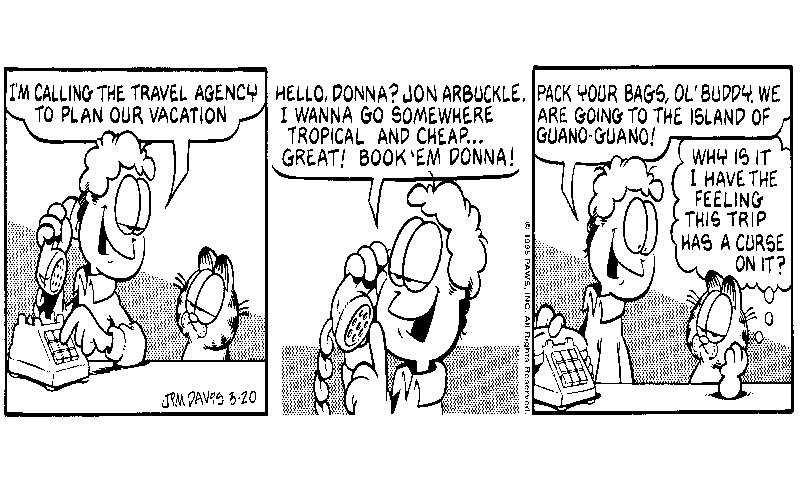 I'M CALLING THE TRAVEL AGENCY
TO PLAN OUR VACATION
JIM DAVIS 3-20
HELLO, DONNA? JON ARBUCKLE.
I WANNA GO SOMEWHERE
TROPICAL AND CHEAP...
GREAT! BOOK 'EM DONNA!
© 1995 PAWS, INC. All Rights Reserved.
PACK YOUR BAGS, OL' BUDDY. WE
ARE GOING TO THE ISLAND OF
GUANO-GUANO!
WHY IS IT
I HAVE THE
FEELING
THIS TRIP
HAS A CURSE
ON IT?